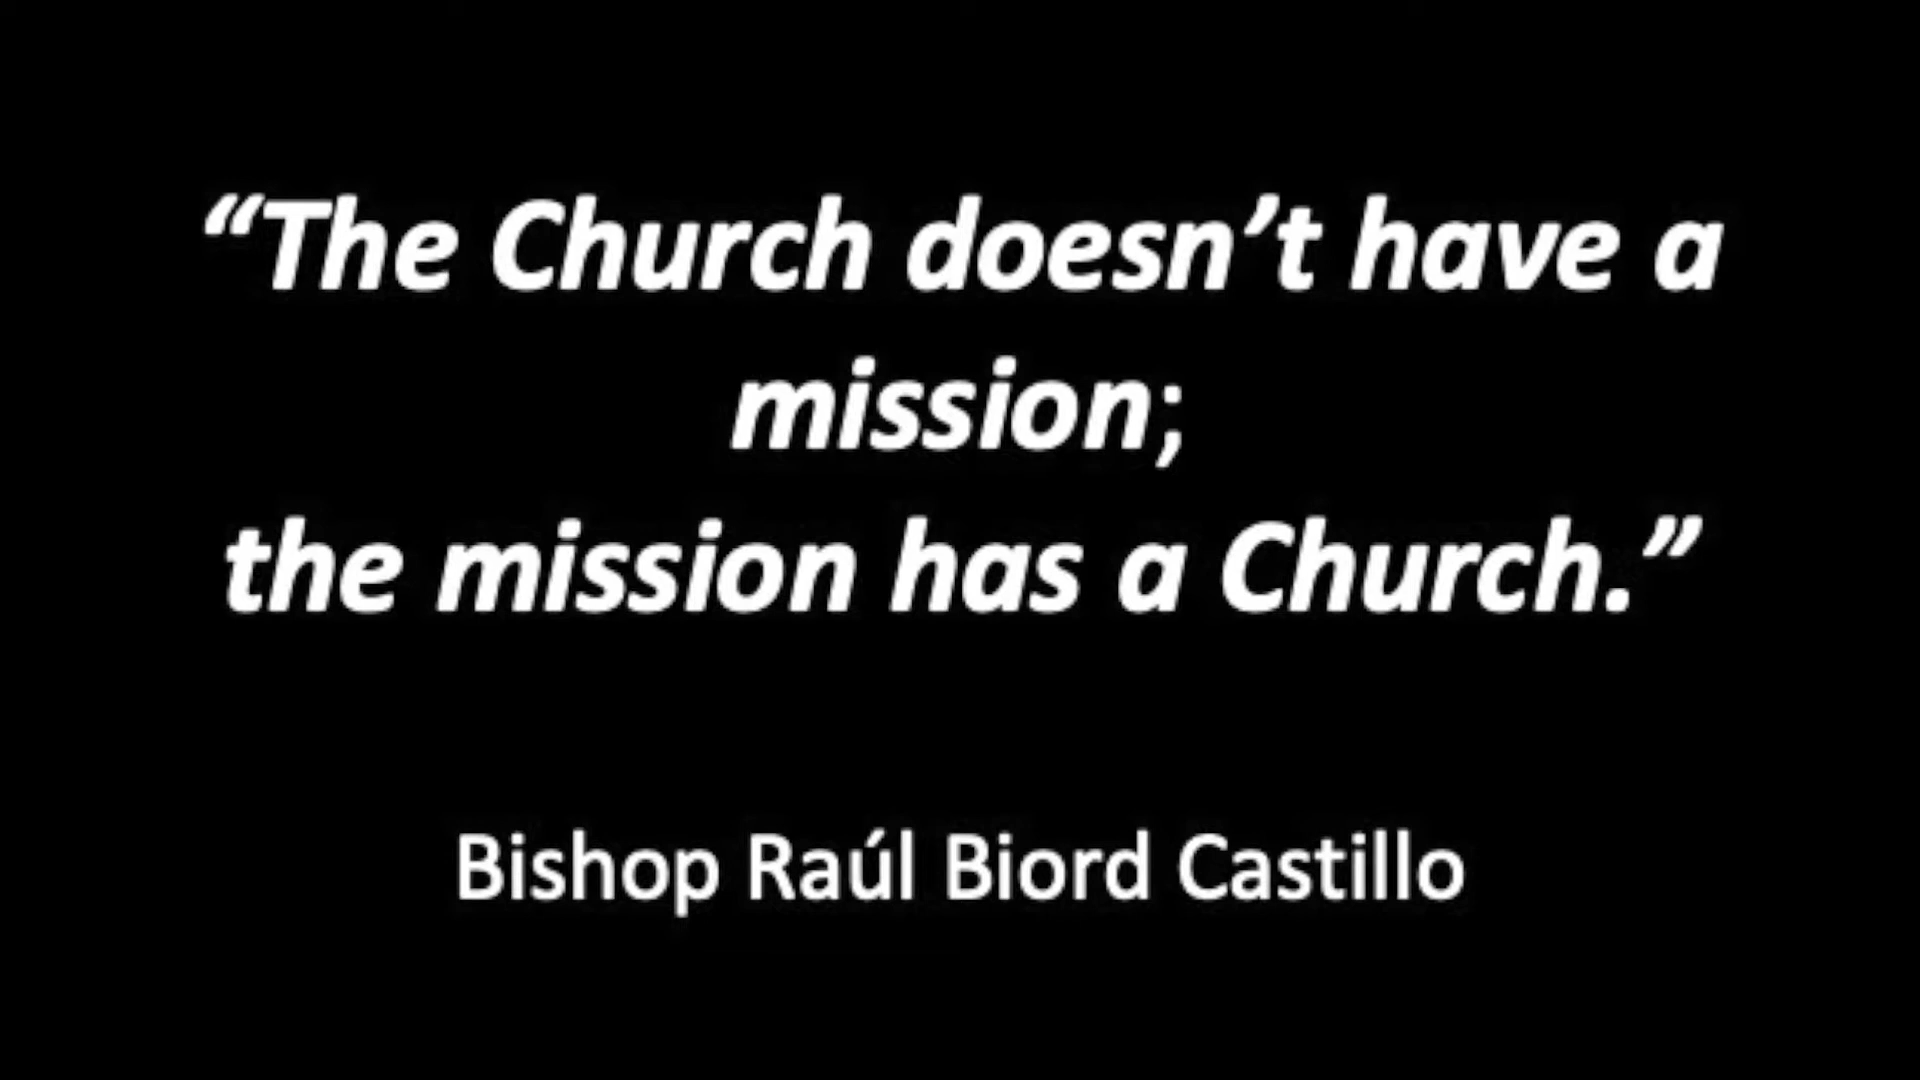 “The Church doesn’t have a
mission;
the mission has a Church.”
Bishop Raúl Biord Castillo